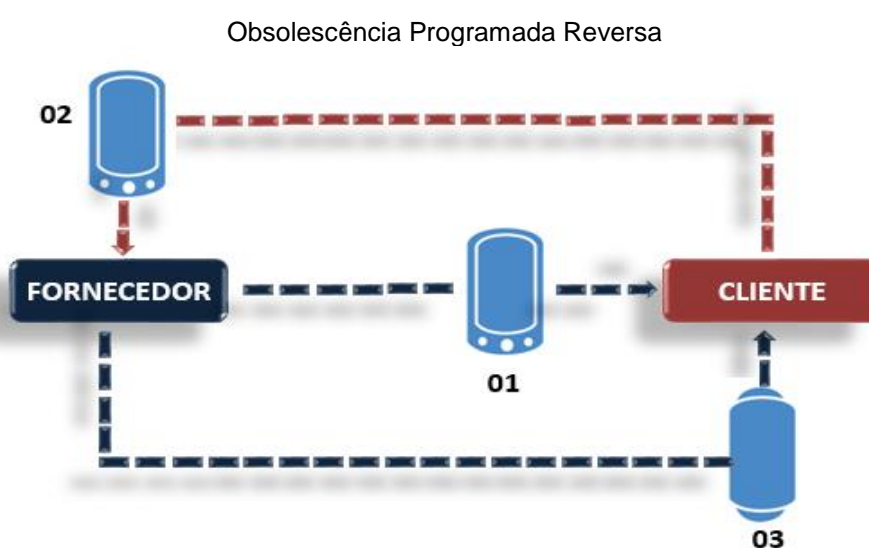 Obsolescência Programada Reversa
02
FORNECEDOR
CLIENTE
01
03